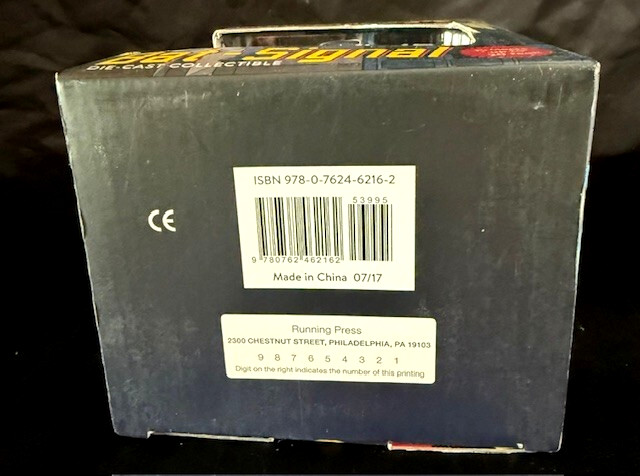 Bat-Signal
DIE-CAST COLLECTIBLE
ISBN 978-0-7624-6216-2
53995
9 780762 462162
CE
Made in China 07/17
Running Press
2300 CHESTNUT STREET, PHILADELPHIA, PA 19103
9 8 7 6 5 4 3 2 1
Digit on the right indicates the number of this printing